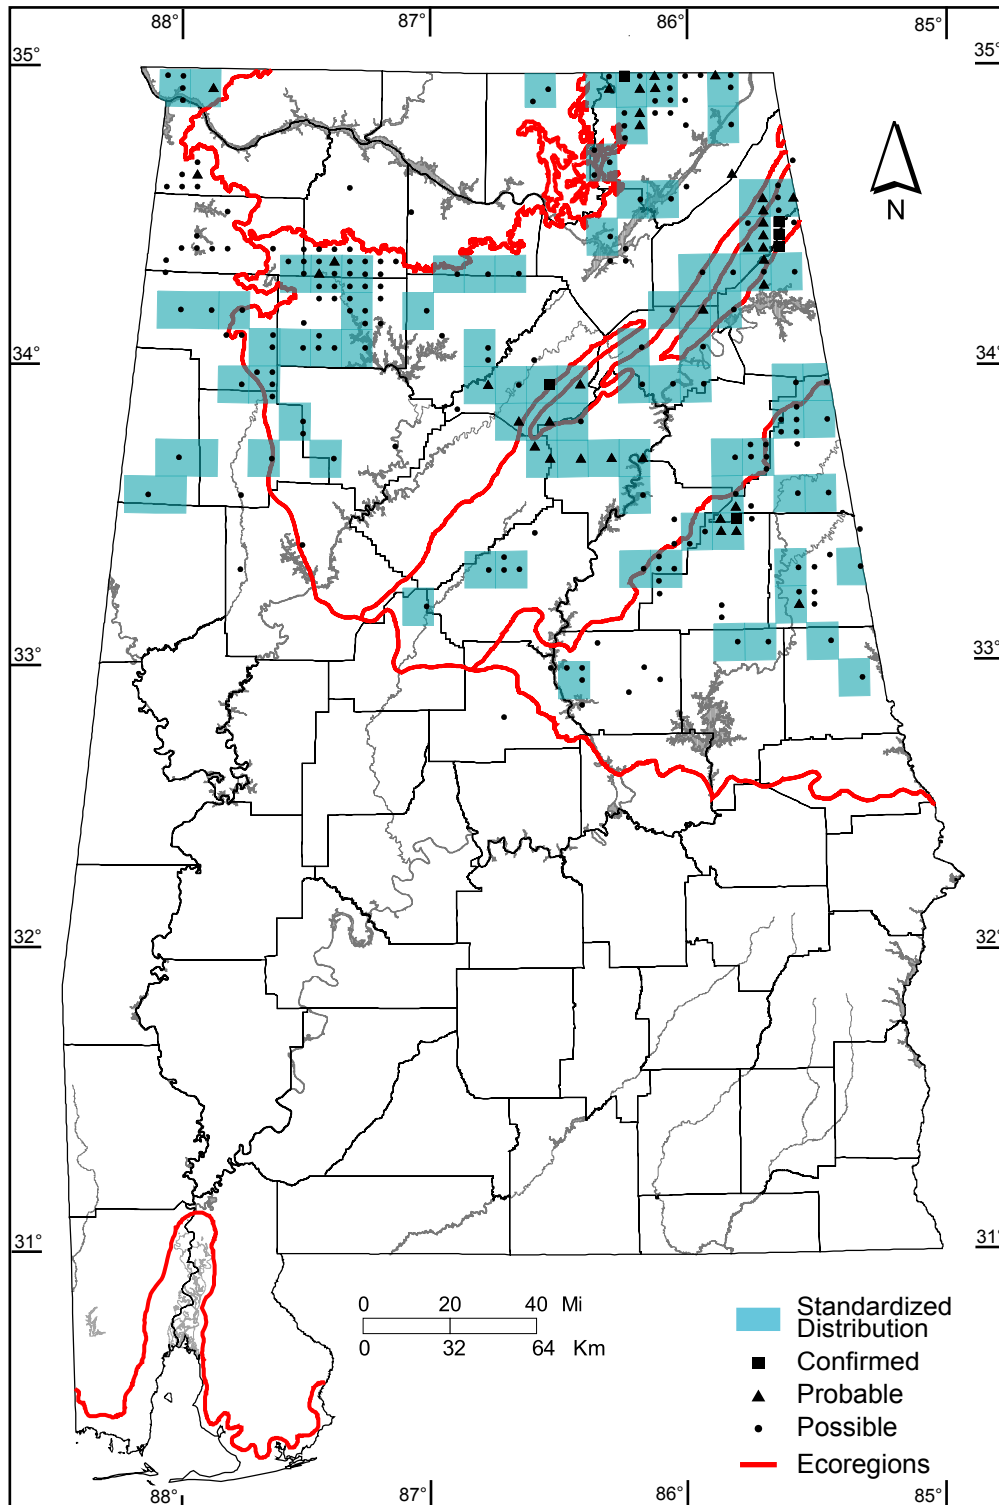 88° 87° 86° 85°
35° 35°
N
34° 34°
33° 33°
32° 32°
31° 31°
0 20 40 Mi
0 32 64 Km
Standardized
Distribution
Confirmed
Probable
Possible
Ecoregions
88° 87° 86° 85°